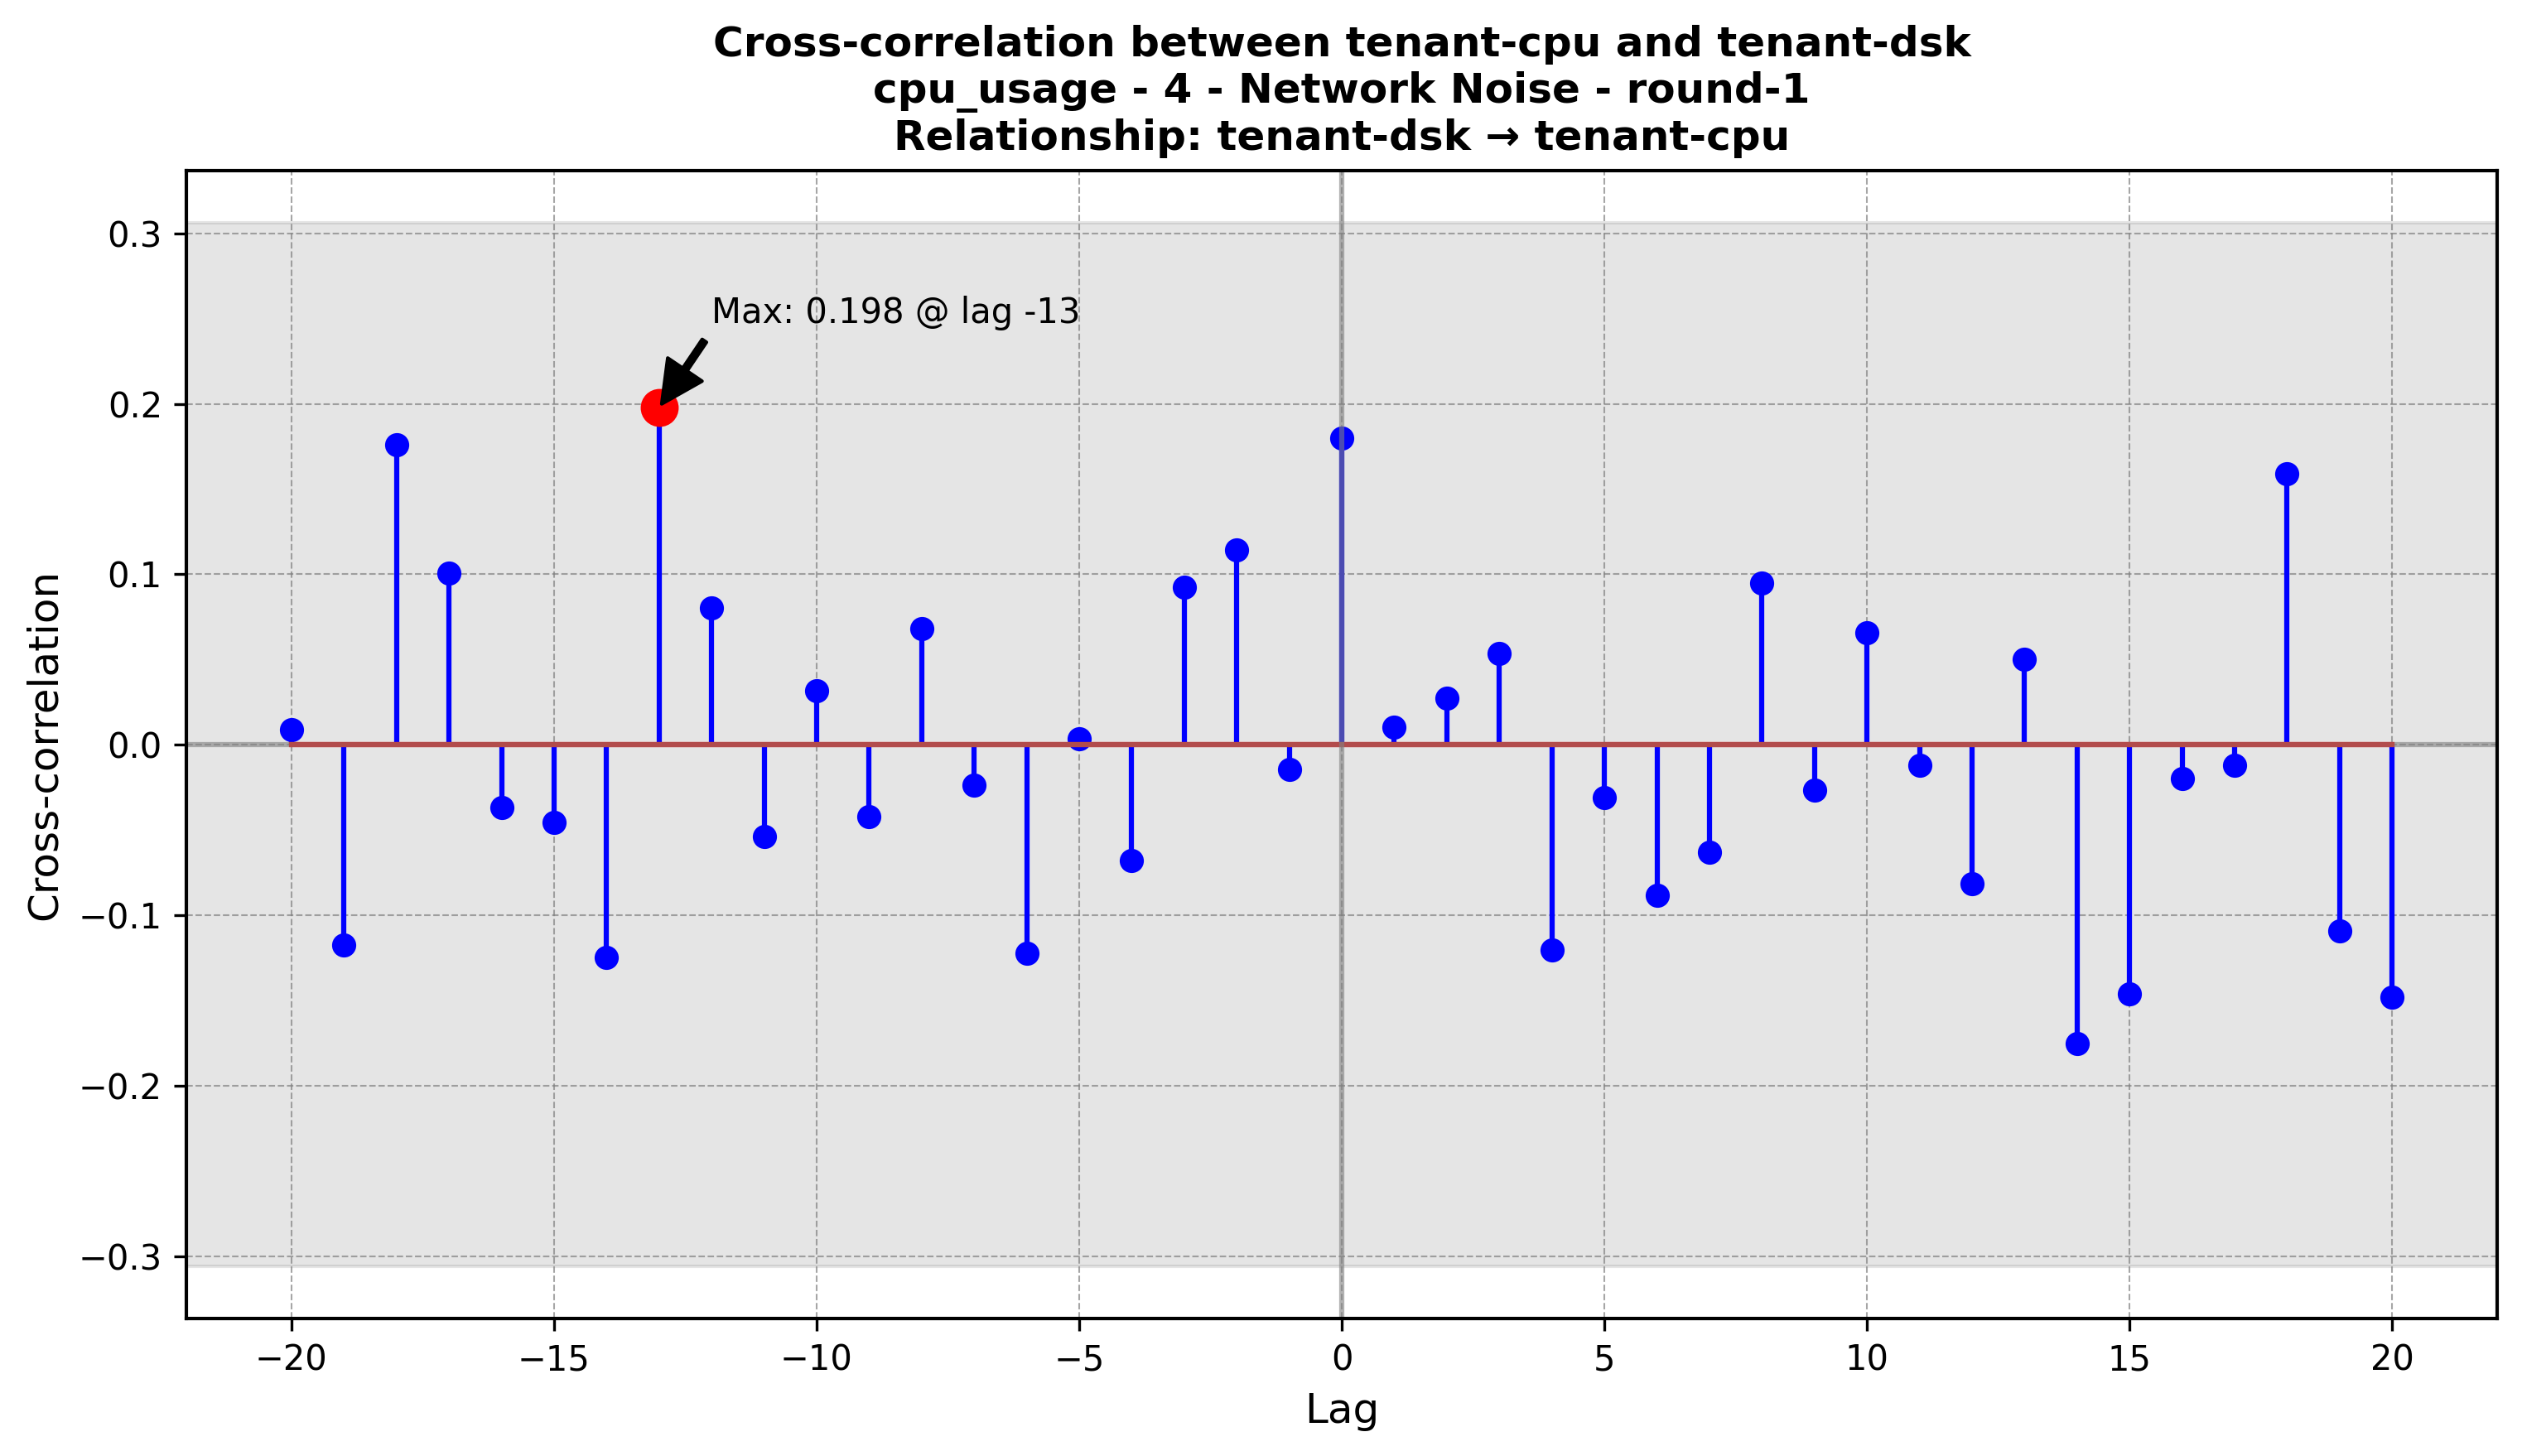 Cross-correlation between tenant-cpu and tenant-dsk
cpu_usage - 4 - Network Noise - round-1
Relationship: tenant-dsk → tenant-cpu
Cross-correlation
0.3
0.2
0.1
0.0
−0.1
−0.2
−0.3
Max: 0.198 @ lag -13
−20
−15
−10
−5
0
5
10
15
20
Lag